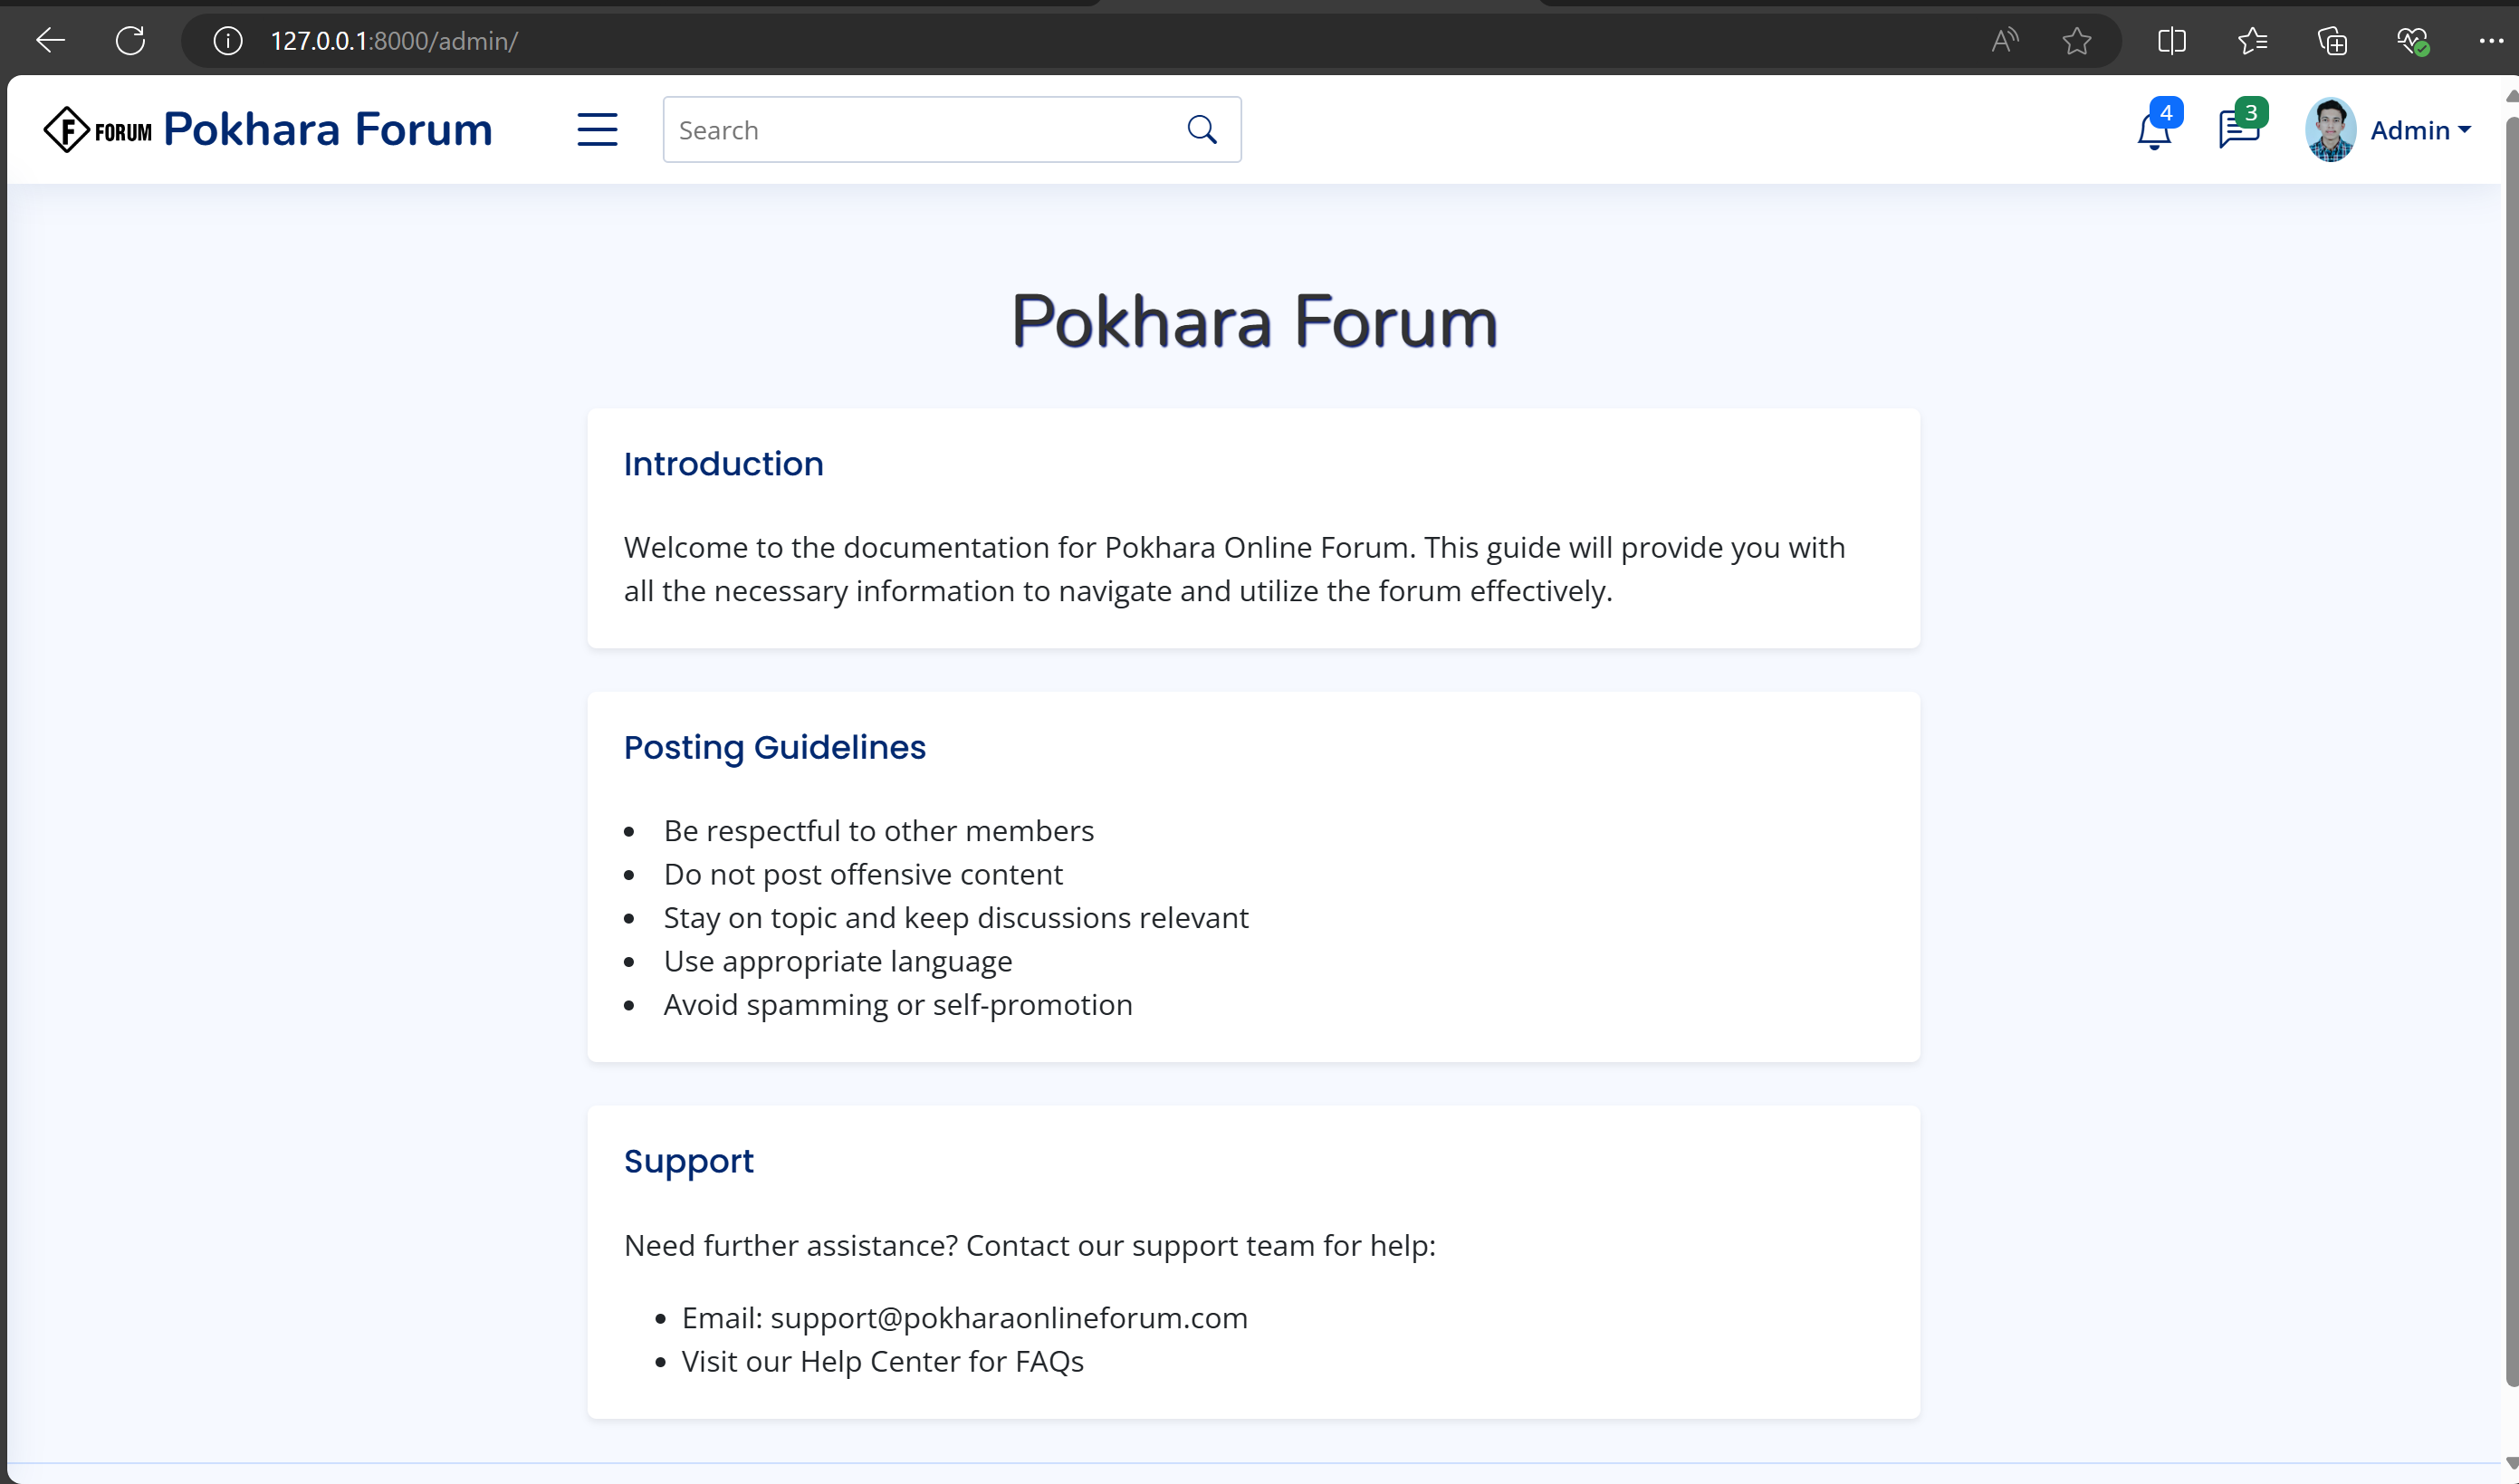 127.0.0.1:8000/admin/
F FORUM Pokhara Forum
Search
4
3
Admin
Pokhara Forum
Introduction
Welcome to the documentation for Pokhara Online Forum. This guide will provide you with
all the necessary information to navigate and utilize the forum effectively.
Posting Guidelines
• Be respectful to other members
• Do not post offensive content
• Stay on topic and keep discussions relevant
• Use appropriate language
• Avoid spamming or self-promotion
Support
Need further assistance? Contact our support team for help:
• Email: support@pokharaonlineforum.com
• Visit our Help Center for FAQs